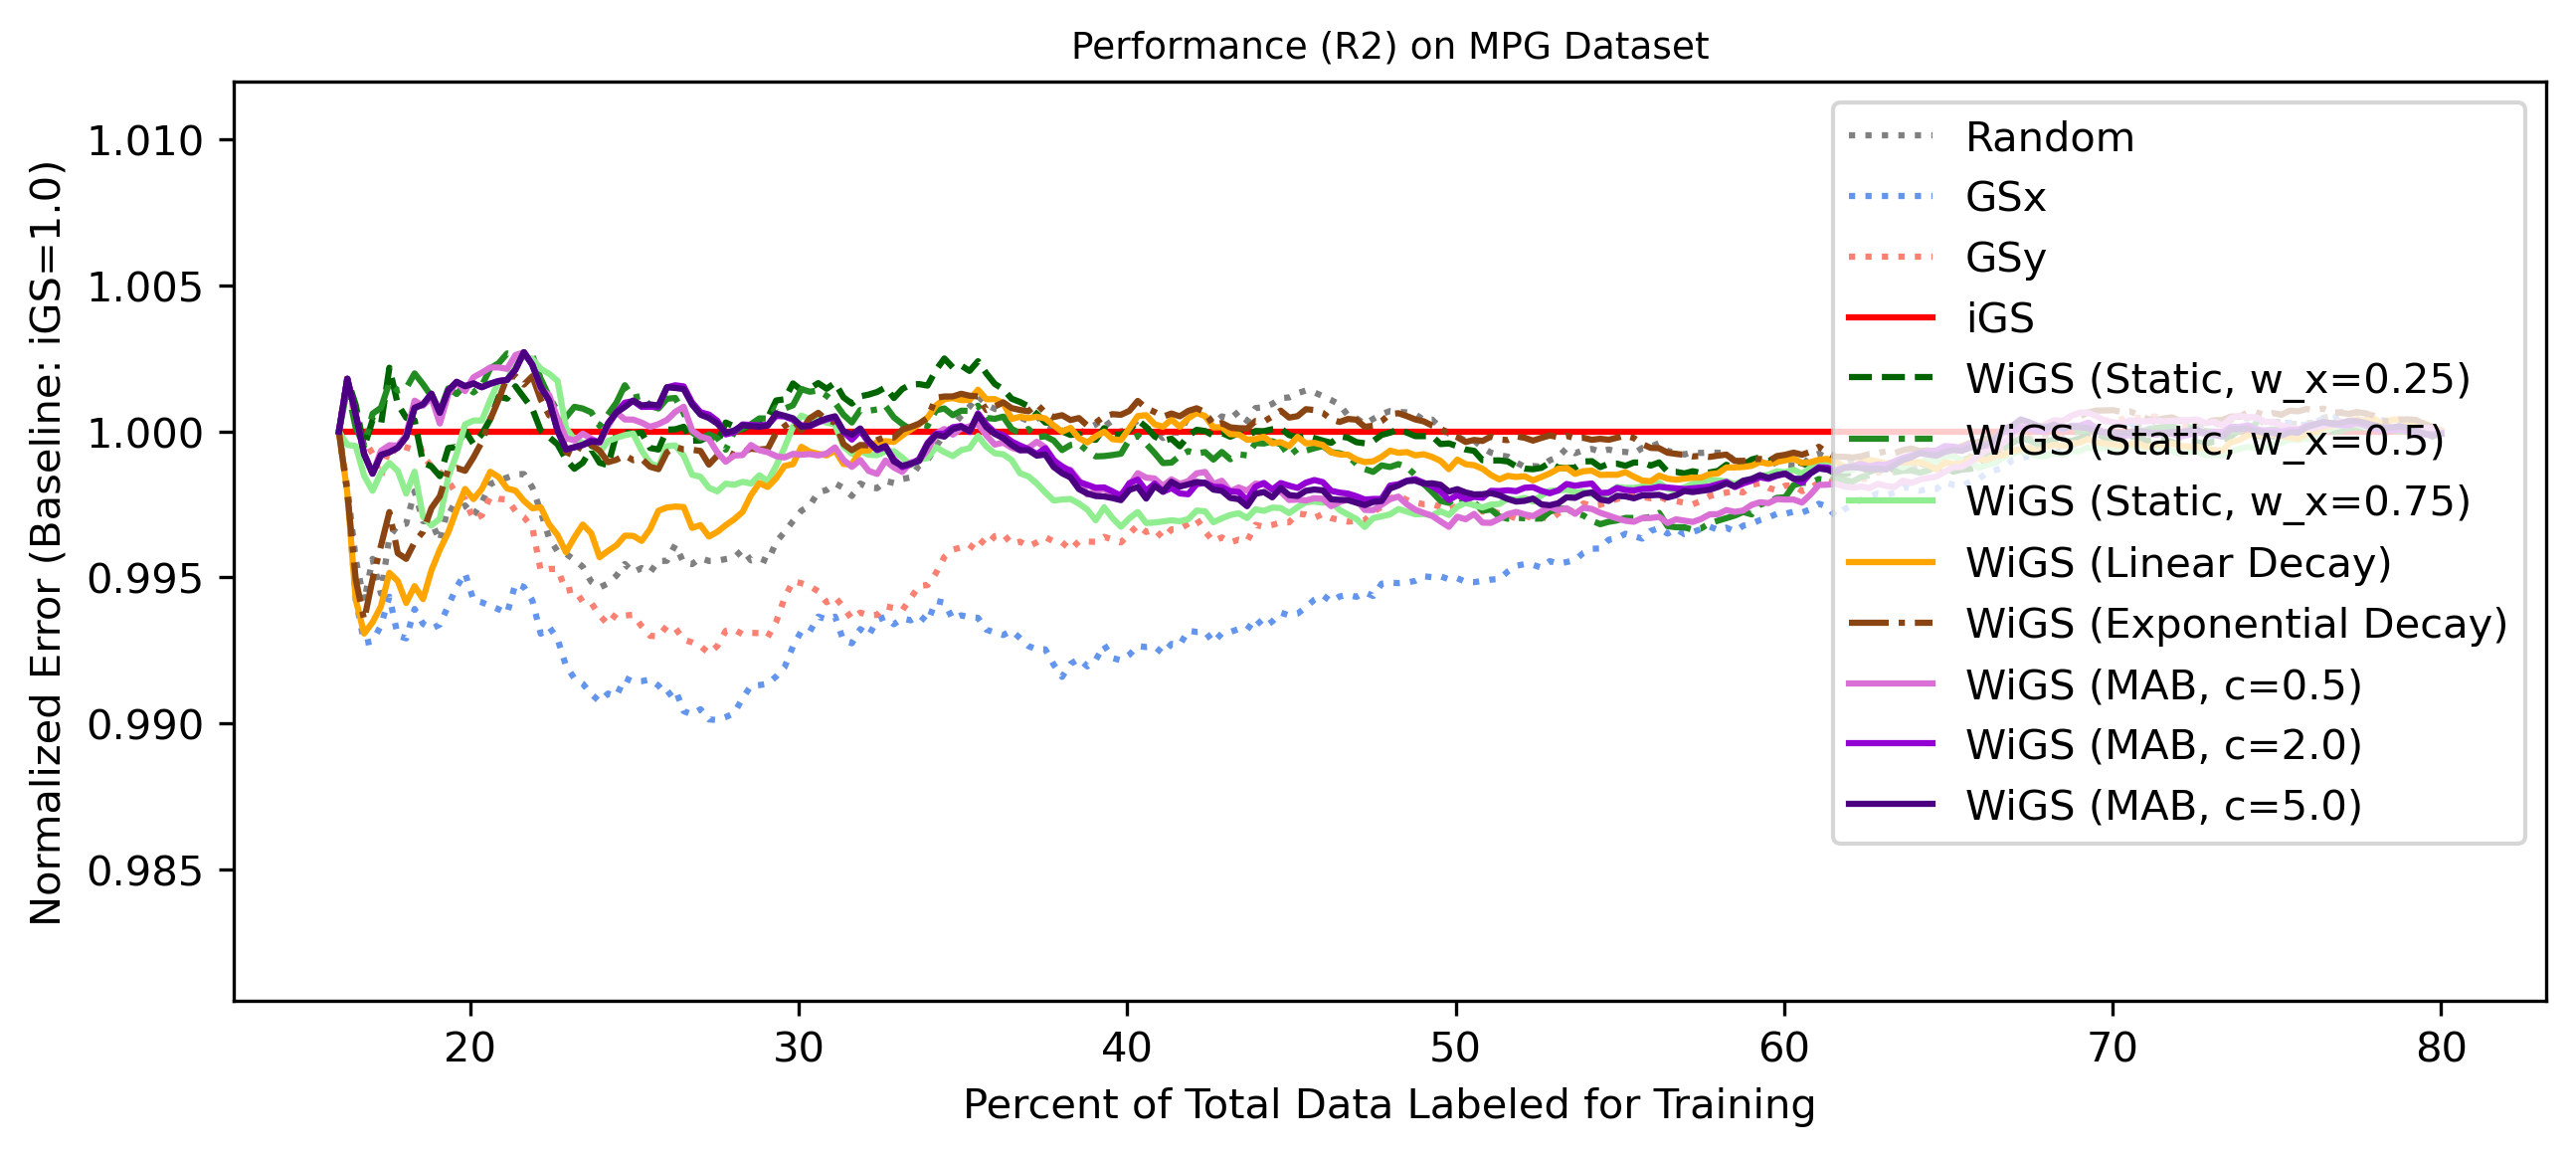 Performance (R2) on MPG Dataset
Normalized Error (Baseline: iGS=1.0)
1.010
1.005
1.000
0.995
0.990
0.985
Random
GSx
GSy
iGS
WiGS (Static, w_x=0.25)
WiGS (Static, w_x=0.5)
WiGS (Static, w_x=0.75)
WiGS (Linear Decay)
WiGS (Exponential Decay)
WiGS (MAB, c=0.5)
WiGS (MAB, c=2.0)
WiGS (MAB, c=5.0)
20 30 40 50 60 70 80
Percent of Total Data Labeled for Training